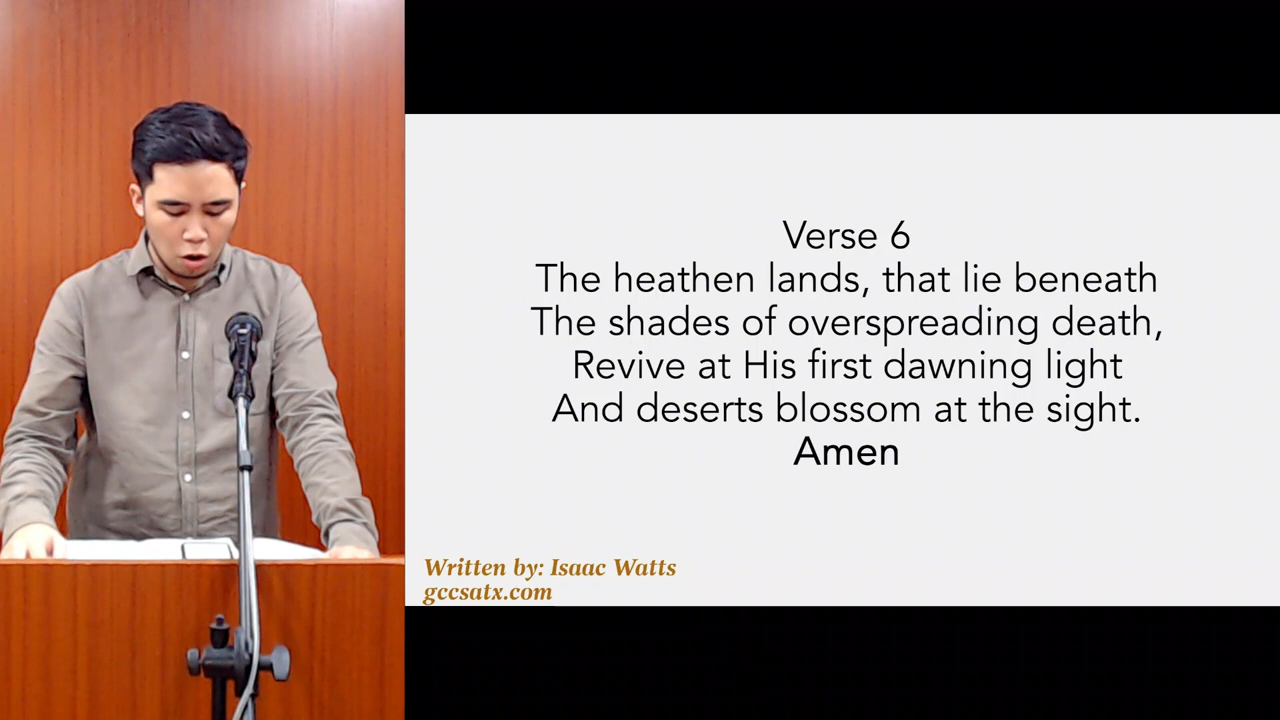 Verse 6
The heathen lands, that lie beneath
The shades of overspreading death,
Revive at His first dawning light
And deserts blossom at the sight.
Amen
Written by: Isaac Watts
gccsatx.com